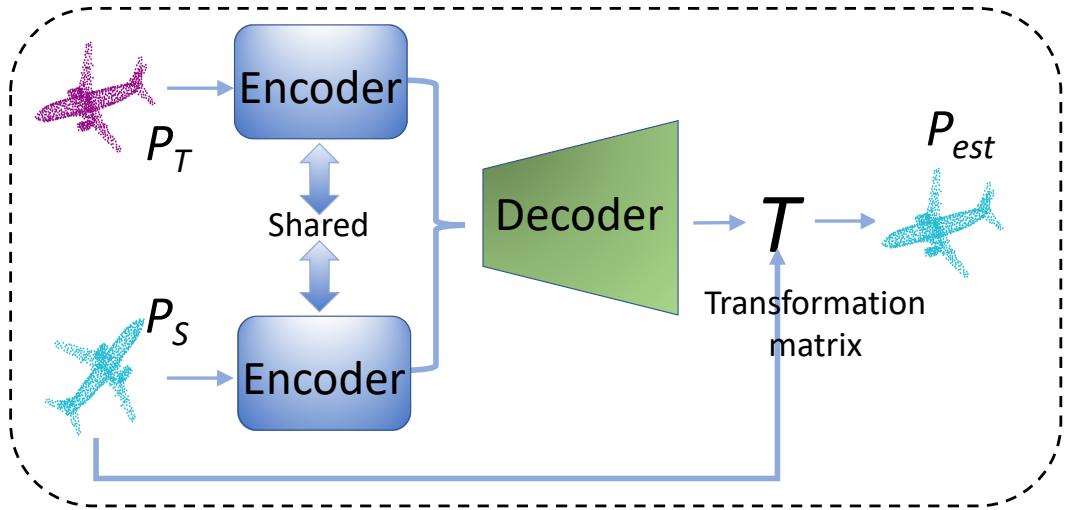 Encoder
P_T
Shared
P_S
Encoder
Decoder
T
Transformation
matrix
P_est